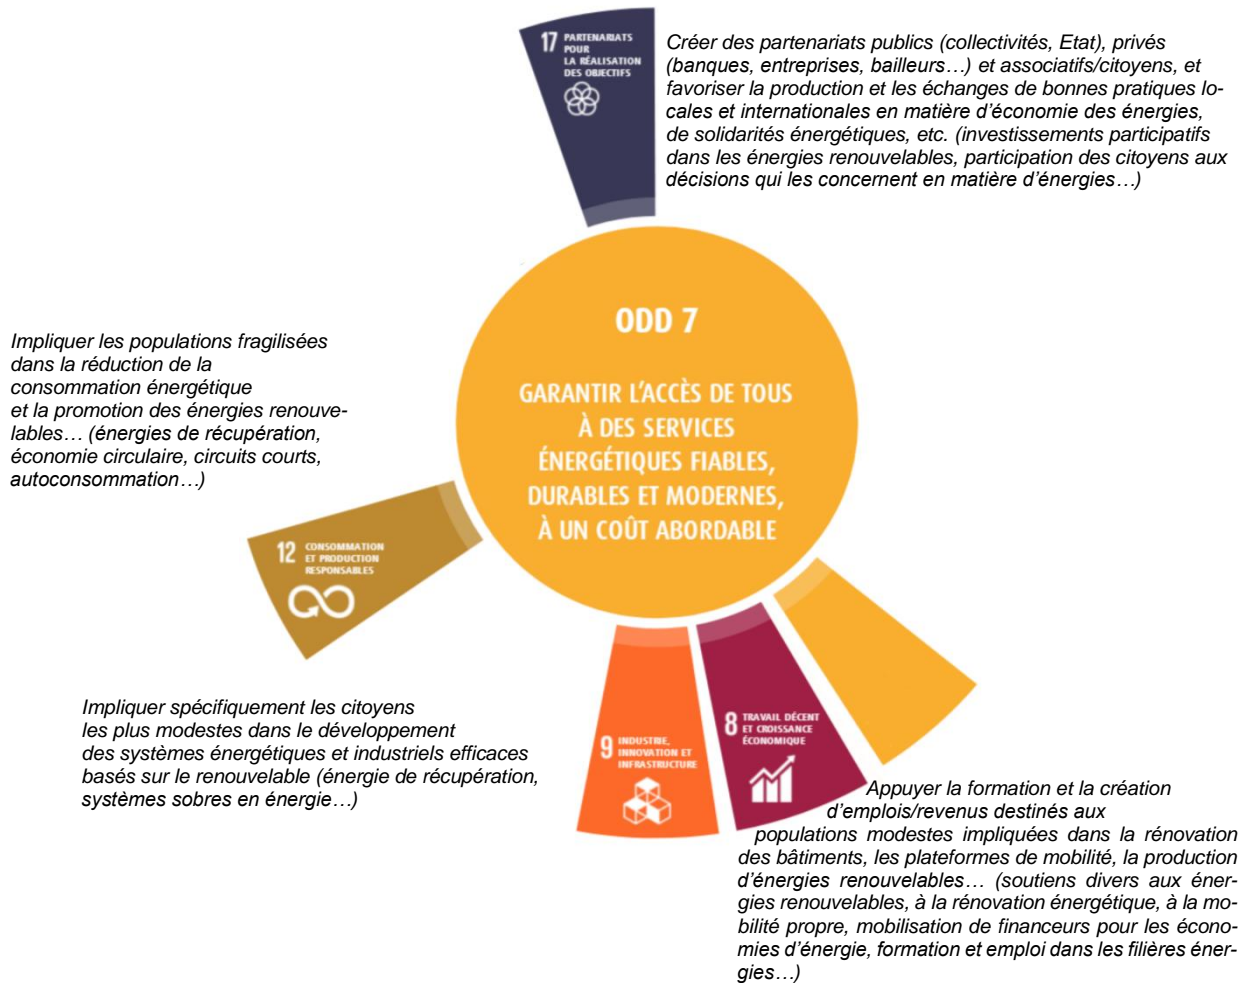 17 PARTENARIATS
POUR
LA RÉALISATION
DES OBJECTIFS
Créer des partenariats publics (collectivités, Etat), privés
(banques, entreprises, bailleurs…) et associatifs/citoyens, et
favoriser la production et les échanges de bonnes pratiques lo-
cales et internationales en matière d’économie des énergies,
de solidarités énergétiques, etc. (investissements participatifs
dans les énergies renouvelables, participation des citoyens aux
décisions qui les concernent en matière d’énergies…)
ODD 7
GARANTIR L’ACCÈS DE TOUS
À DES SERVICES
ÉNERGÉTIQUES FIABLES,
DURABLES ET MODERNES,
À UN COÛT ABORDABLE
Impliquer les populations fragilisées
dans la réduction de la
consommation énergétique
et la promotion des énergies renouve-
lables… (énergies de récupération,
économie circulaire, circuits courts,
autoconsommation…)
12 CONSOMMATION
ET PRODUCTION
RESPONSABLES
Impliquer spécifiquement les citoyens
les plus modestes dans le développement
des systèmes énergétiques et industriels efficaces
basés sur le renouvelable (énergie de récupération,
systèmes sobres en énergie…)
9 INDUSTRIE,
INNOVATION ET
INFRASTRUCTURE
8 TRAVAIL DÉCENT
ET CROISSANCE
ÉCONOMIQUE
Appuyer la formation et la création
d’emplois/revenus destinés aux
populations modestes impliquées dans la rénovation
des bâtiments, les plateformes de mobilité, la production
d’énergies renouvelables… (soutiens divers aux éner-
gies renouvelables, à la rénovation énergétique, à la mo-
bilité propre, mobilisation de financeurs pour les écono-
mies d’énergie, formation et emploi dans les filières éner-
gies…)